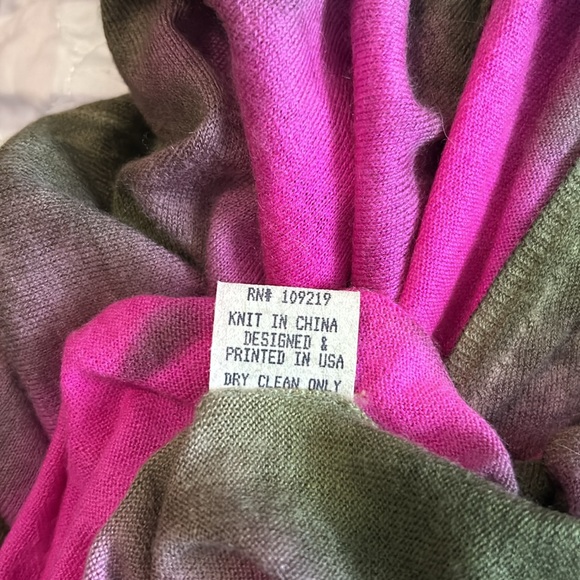 RN# 109219
KNIT IN CHINA
DESIGNED &
PRINTED IN USA
DRY CLEAN ONLY